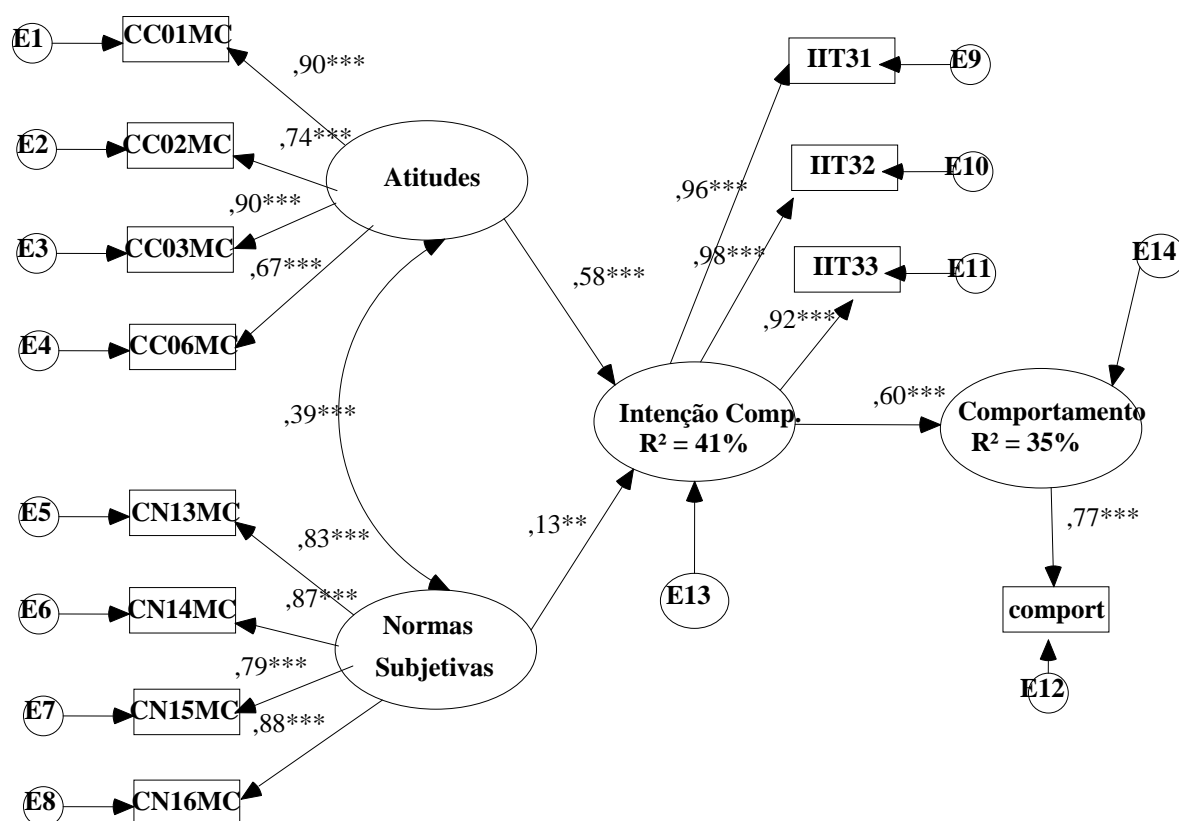 E1
CC01MC
,90***
E2
CC02MC
,74***
E3
CC03MC
,90***
E4
CC06MC
,67***
Atitudes
,39***
,58***
E5
CN13MC
,83***
E6
CN14MC
,87***
E7
CN15MC
,79***
E8
CN16MC
,88***
Normas
Subjetivas
,13**
IIT31
E9
,96***
IIT32
E10
,98***
IIT33
E11
,92***
Intenção Comp.
R² = 41%
E13
,60***
E14
Comportamento
R² = 35%
,77***
comport
E12